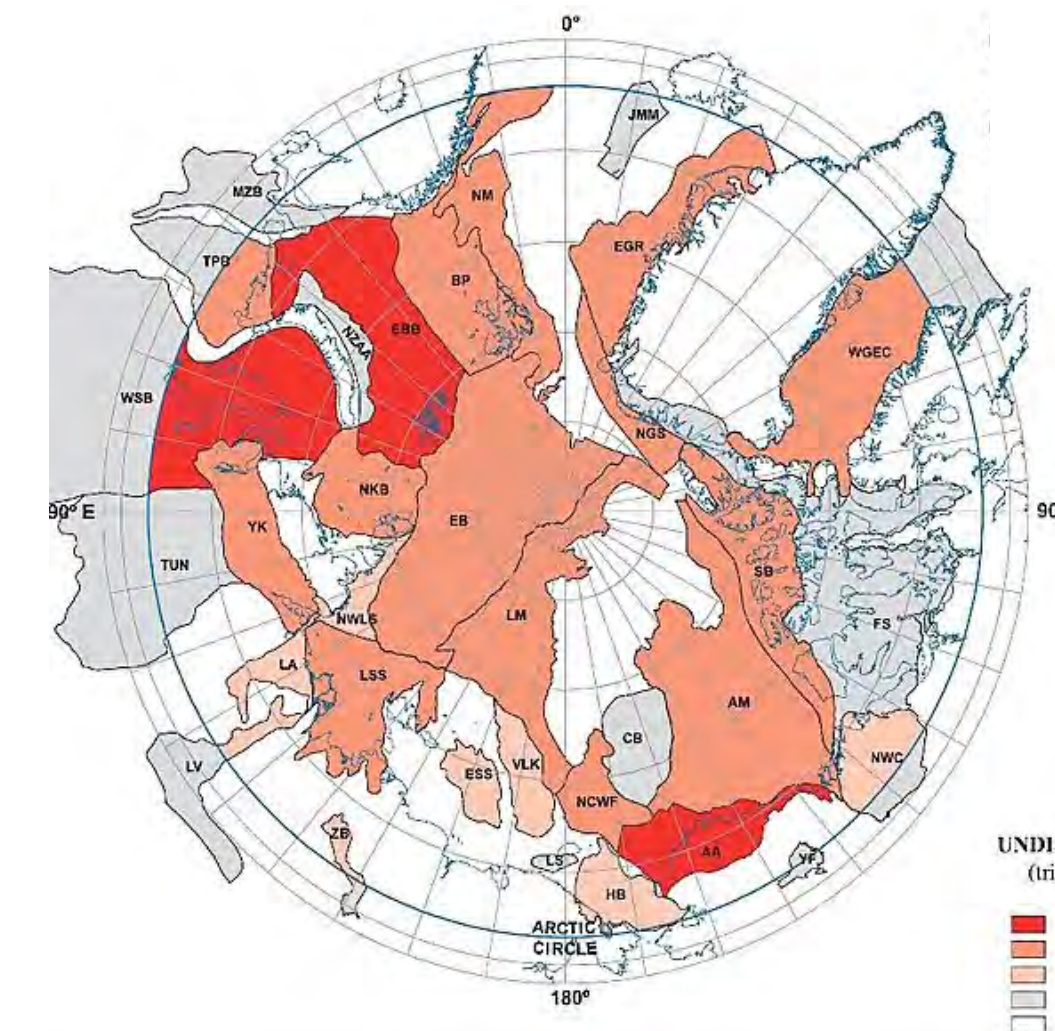 0°
JMM
MZB
NM
EGR
TPB
BP
EBB
NZAA
WGEC
WSB
NGS
NKB
90° E
EB
90
YK
TUN
SB
NWLS
LM
FS
LA
LSS
AM
CB
LV
ESS
VLK
NWC
NCWF
ZB
LS
AA
YF
HB
UNDI
(tri
ARCTIC
CIRCLE
180°